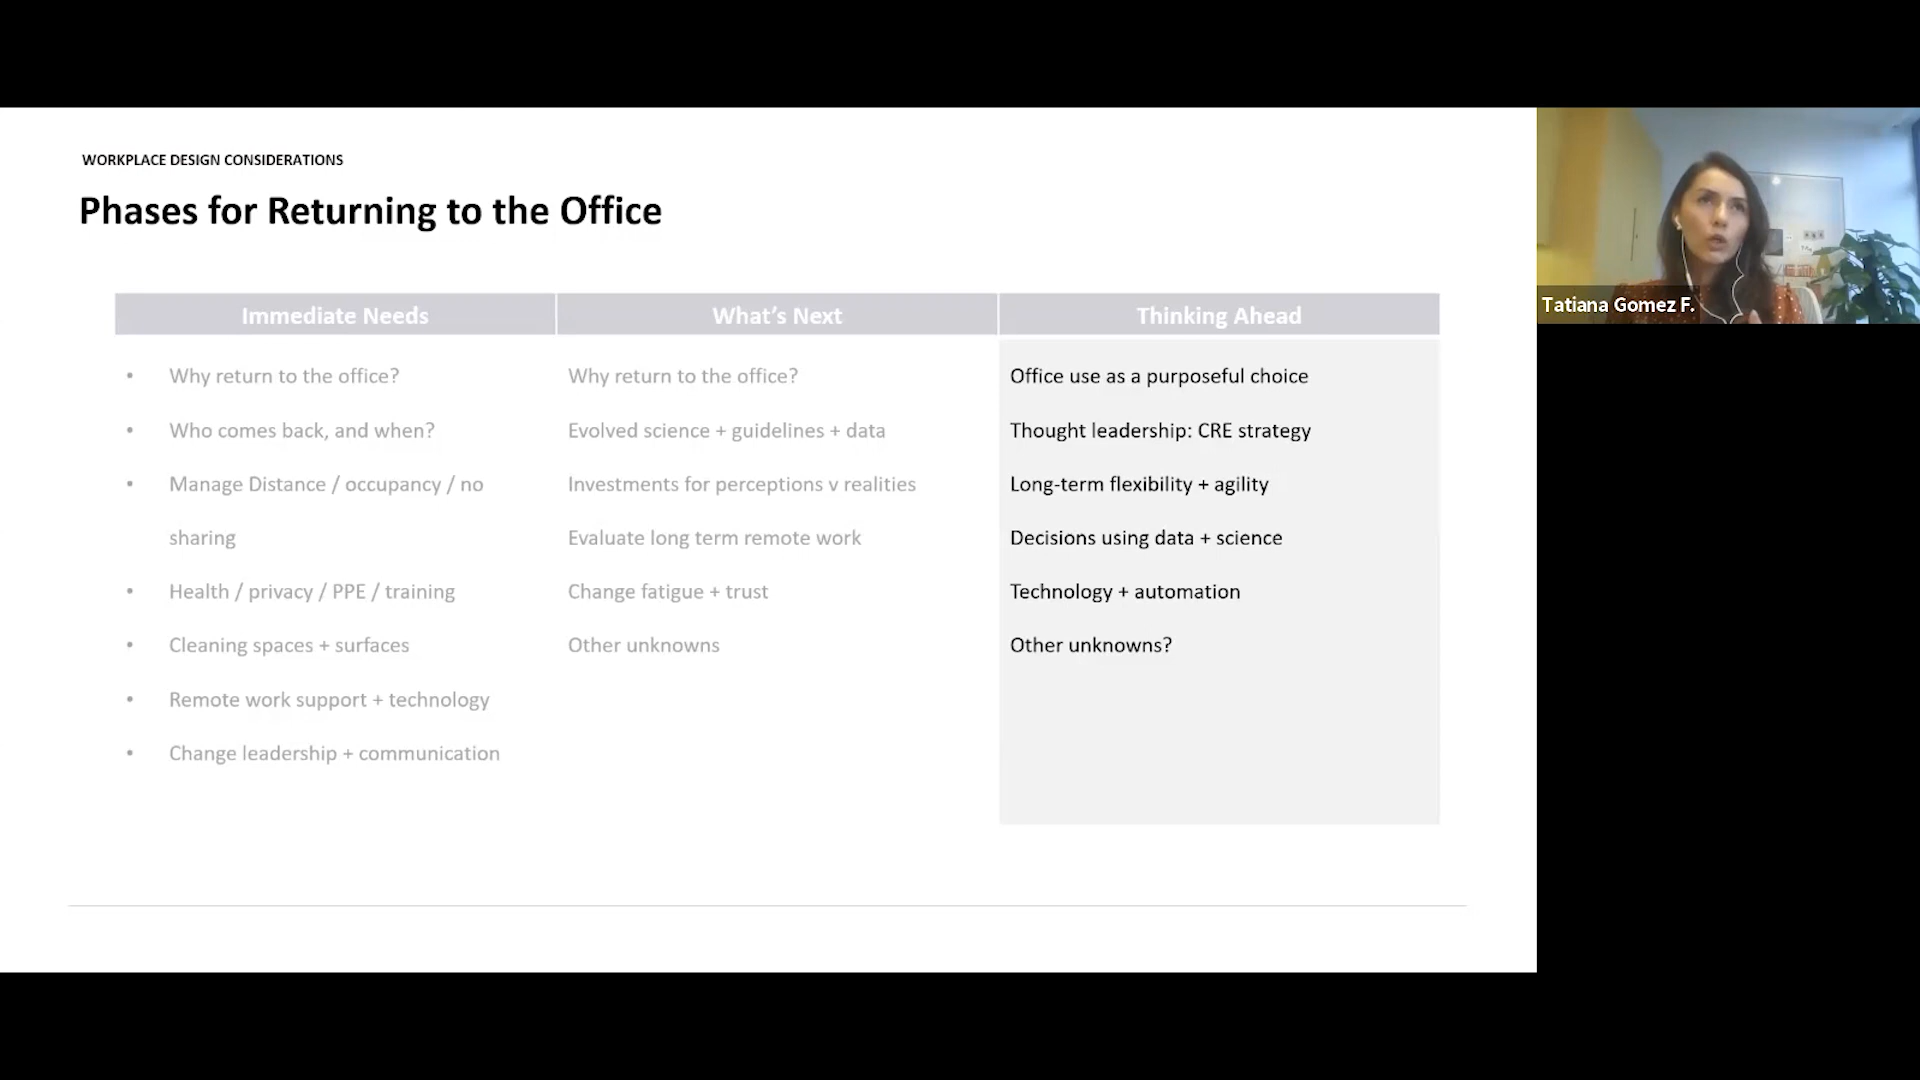 WORKPLACE DESIGN CONSIDERATIONS
Phases for Returning to the Office
Immediate Needs
• Why return to the office?
• Who comes back, and when?
• Manage Distance / occupancy / no
sharing
• Health / privacy / PPE / training
• Cleaning spaces + surfaces
• Remote work support + technology
• Change leadership + communication
What's Next
Why return to the office?
Evolved science + guidelines + data
Investments for perceptions v realities
Evaluate long term remote work
Change fatigue + trust
Other unknowns
Thinking Ahead
Office use as a purposeful choice
Thought leadership: CRE strategy
Long-term flexibility + agility
Decisions using data + science
Technology + automation
Other unknowns?
Tatiana Gomez F.